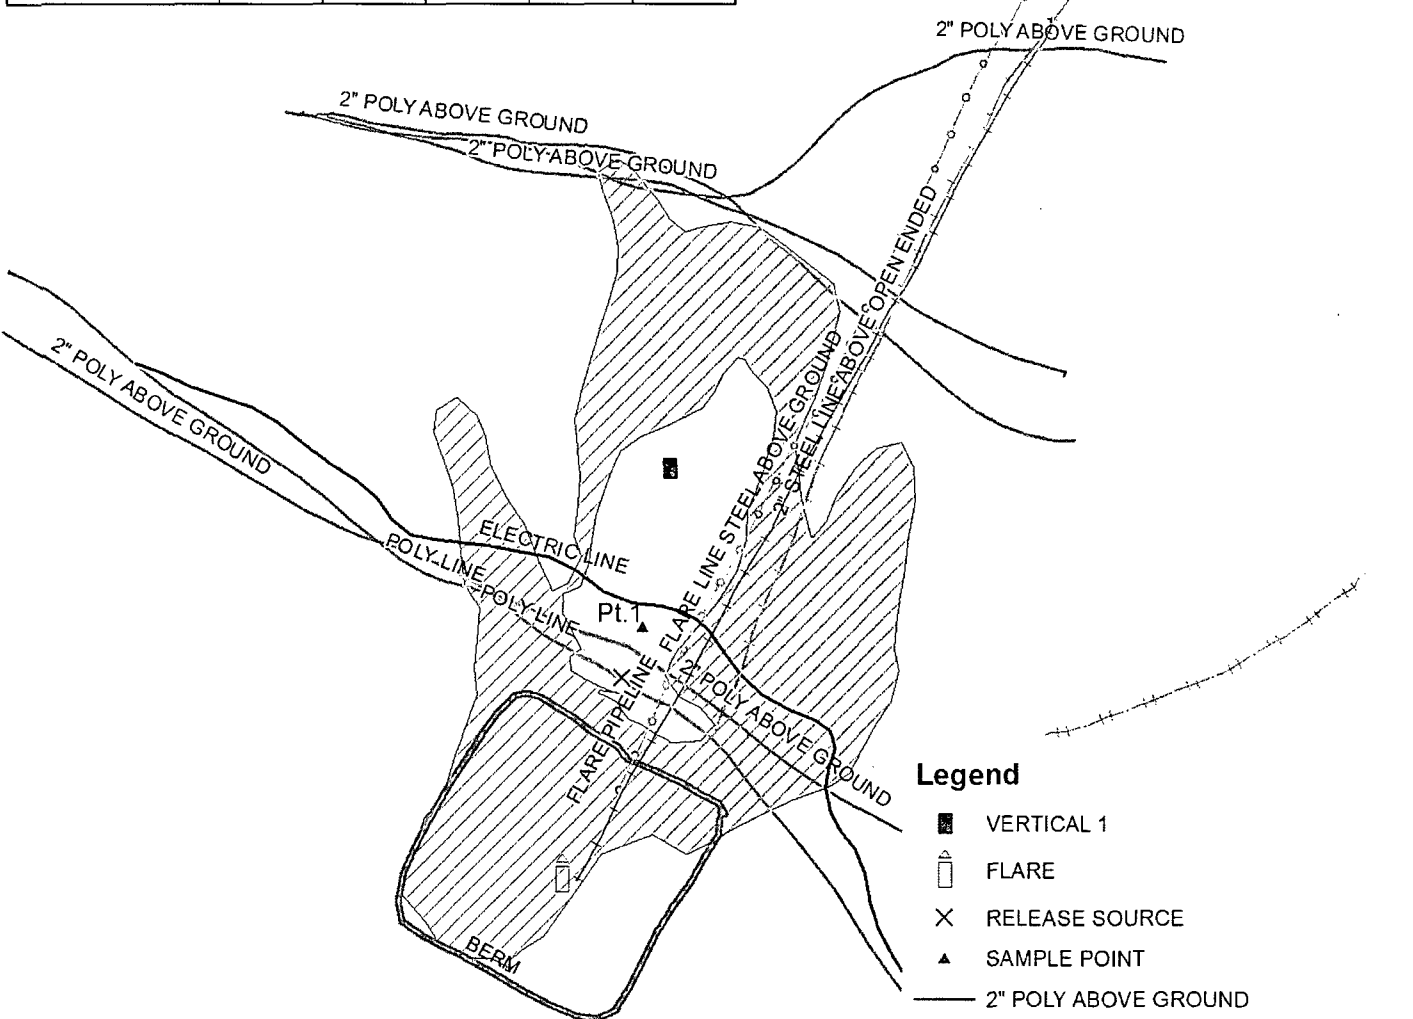 2" POLY ABOVE GROUND
2" POLY ABOVE GROUND
2" POLY ABOVE GROUND
2" STEEL LINE ABOVE OPEN ENDED
2" POLY ABOVE GROUND
FLARE LINE STEEL ABOVE GROUND
ELECTRIC LINE
POLY LINE
POLY LINE
Pt.1
FLARE PIPELINE
2" POLY ABOVE GROUND
BERM
Legend
VERTICAL 1
FLARE
RELEASE SOURCE
SAMPLE POINT
2" POLY ABOVE GROUND